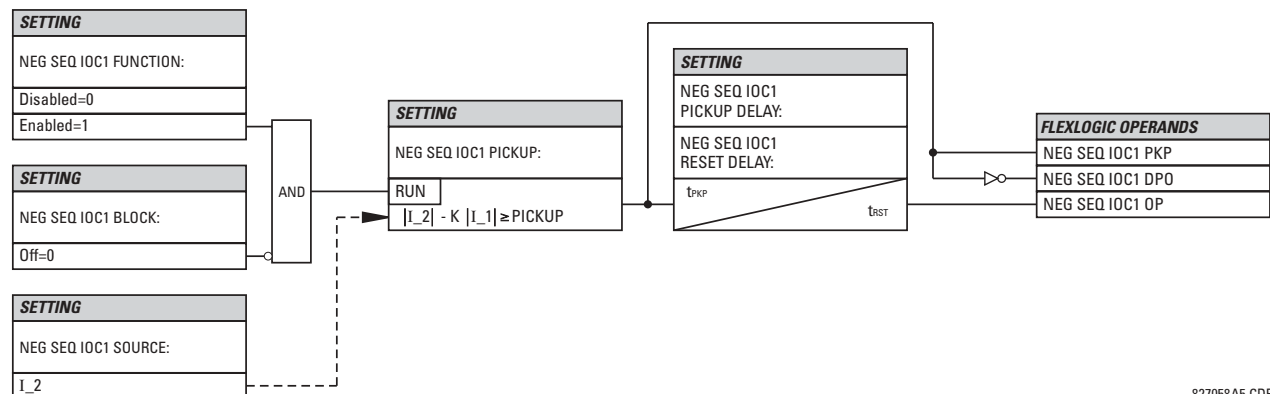 SETTING
NEG SEQ IOC1 FUNCTION:
Disabled=0
Enabled=1
SETTING
NEG SEQ IOC1 BLOCK:
Off=0
SETTING
NEG SEQ IOC1 SOURCE:
I_2
AND
SETTING
NEG SEQ IOC1 PICKUP:
RUN
|I_2| - K |I_1| ≥ PICKUP
SETTING
NEG SEQ IOC1
PICKUP DELAY:
NEG SEQ IOC1
RESET DELAY:
tPKP
tRST
FLEXLOGIC OPERANDS
NEG SEQ IOC1 PKP
NEG SEQ IOC1 DPO
NEG SEQ IOC1 OP